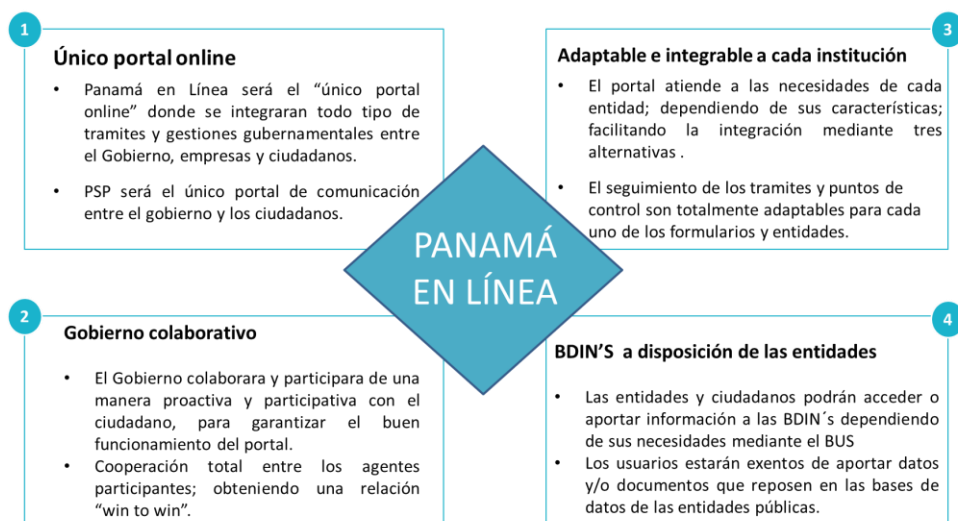 1
Único portal online
• Panamá en Línea será el “único portal
online” donde se integraran todo tipo de
tramites y gestiones gubernamentales entre
el Gobierno, empresas y ciudadanos.
• PSP será el único portal de comunicación
entre el gobierno y los ciudadanos.
2
Gobierno colaborativo
• El Gobierno colaborara y participara de una
manera proactiva y participativa con el
ciudadano, para garantizar el buen
funcionamiento del portal.
• Cooperación total entre los agentes
participantes; obteniendo una relación
“win to win”.
PANAMÁ
EN LÍNEA
3
Adaptable e integrable a cada institución
• El portal atiende a las necesidades de cada
entidad; dependiendo de sus características;
facilitando la integración mediante tres
alternativas .
• El seguimiento de los tramites y puntos de
control son totalmente adaptables para cada
uno de los formularios y entidades.
4
BDIN’S a disposición de las entidades
• Las entidades y ciudadanos podrán acceder o
aportar información a las BDIN´s dependiendo
de sus necesidades mediante el BUS
• Los usuarios estarán exentos de aportar datos
y/o documentos que reposen en las bases de
datos de las entidades públicas.